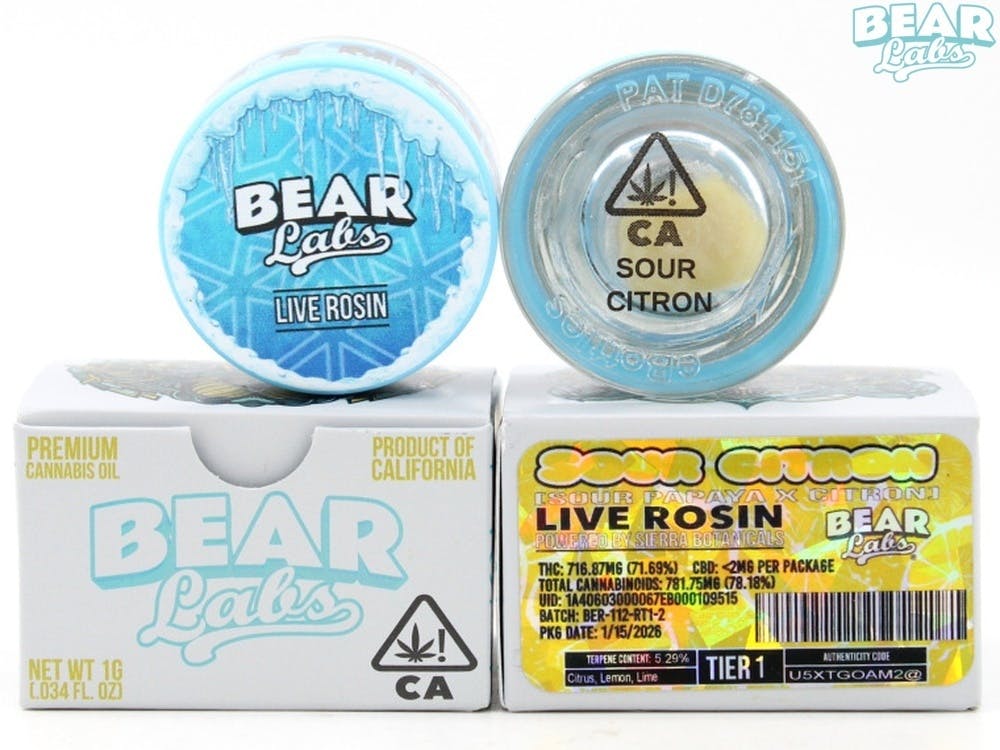 BEAR
Labs
BEAR
Labs
LIVE ROSIN
PAT D781151
CA
SOUR
CITRON
PREMIUM
CANNABIS OIL
PRODUCT OF
CALIFORNIA
BEAR
Labs
NET WT 1G
(.034 FL. OZ)
CA
SOUR CITRON
[SOUR PAPAYA X CITRON]
LIVE ROSIN
POWERED BY SIERRA BOTANICALS
BEAR
Labs
THC: 716.87MG (71.69%) CBD: <2MG PER PACKAGE
TOTAL CANNABINOIDS: 781.75MG (78.18%)
UID: 1A40603000067EB000109515
BATCH: BER-112-RT1-2
PKG DATE: 1/15/2026
TERPENE CONTENT: 5.29%
Citrus, Lemon, Lime
TIER 1
AUTHENTICITY CODE
U5XTGOAM2@